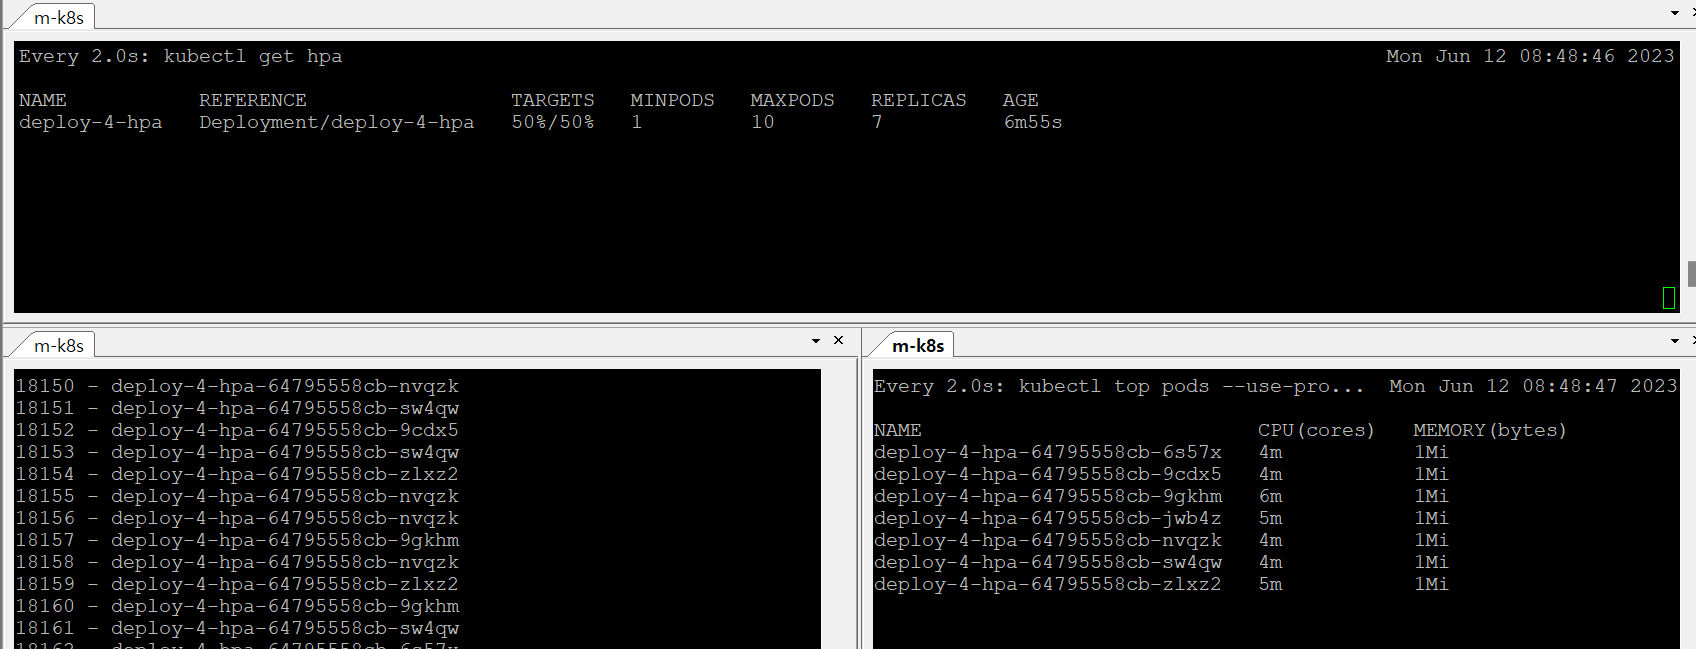 m-k8s
Every 2.0s: kubectl get hpa Mon Jun 12 08:48:46 2023
NAME REFERENCE TARGETS MINPODS MAXPODS REPLICAS AGE
deploy-4-hpa Deployment/deploy-4-hpa 50%/50% 1 10 7 6m55s
m-k8s
18150 - deploy-4-hpa-64795558cb-nvqzk
18151 - deploy-4-hpa-64795558cb-sw4qw
18152 - deploy-4-hpa-64795558cb-9cdx5
18153 - deploy-4-hpa-64795558cb-sw4qw
18154 - deploy-4-hpa-64795558cb-zlxz2
18155 - deploy-4-hpa-64795558cb-nvqzk
18156 - deploy-4-hpa-64795558cb-nvqzk
18157 - deploy-4-hpa-64795558cb-9gkhm
18158 - deploy-4-hpa-64795558cb-nvqzk
18159 - deploy-4-hpa-64795558cb-zlxz2
18160 - deploy-4-hpa-64795558cb-9gkhm
18161 - deploy-4-hpa-64795558cb-sw4qw
18162 - deploy-4-hpa-64795558cb-6s57x
m-k8s
Every 2.0s: kubectl top pods --use-pro... Mon Jun 12 08:48:47 2023
NAME CPU(cores) MEMORY(bytes)
deploy-4-hpa-64795558cb-6s57x 4m 1Mi
deploy-4-hpa-64795558cb-9cdx5 4m 1Mi
deploy-4-hpa-64795558cb-9gkhm 6m 1Mi
deploy-4-hpa-64795558cb-jwb4z 5m 1Mi
deploy-4-hpa-64795558cb-nvqzk 4m 1Mi
deploy-4-hpa-64795558cb-sw4qw 4m 1Mi
deploy-4-hpa-64795558cb-zlxz2 5m 1Mi